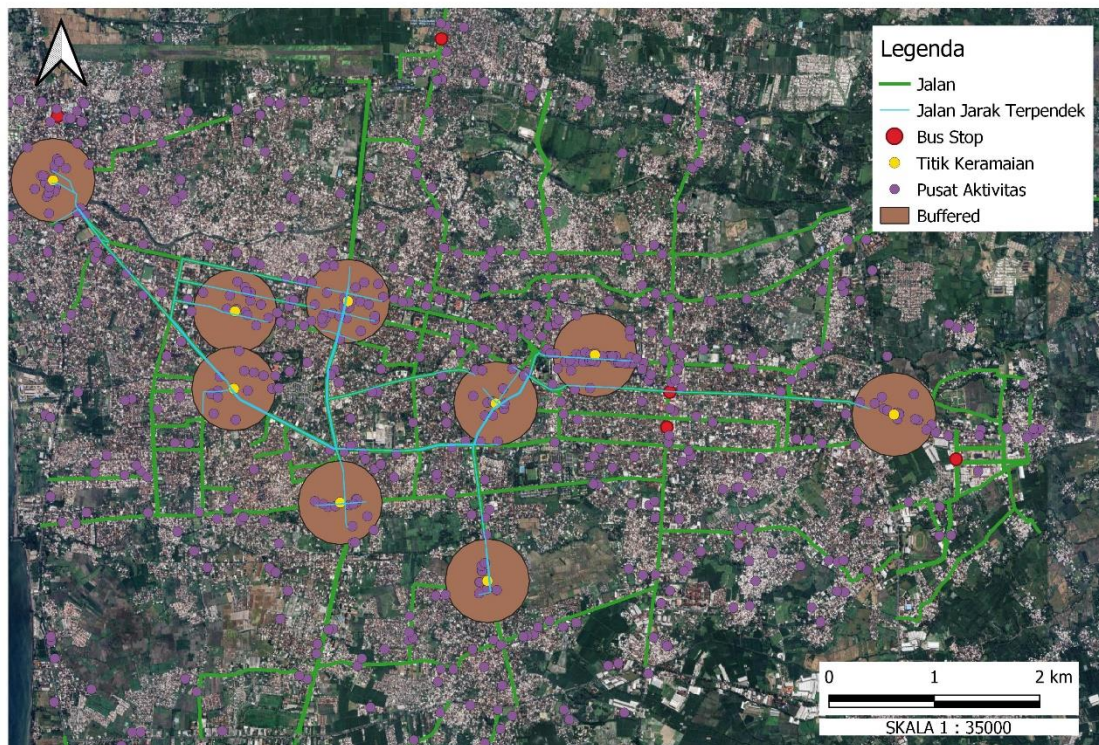 Legenda
Jalan
Jalan Jarak Terpendek
Bus Stop
Titik Keramaian
Pusat Aktivitas
Buffered
0 1 2 km
SKALA 1 : 35000